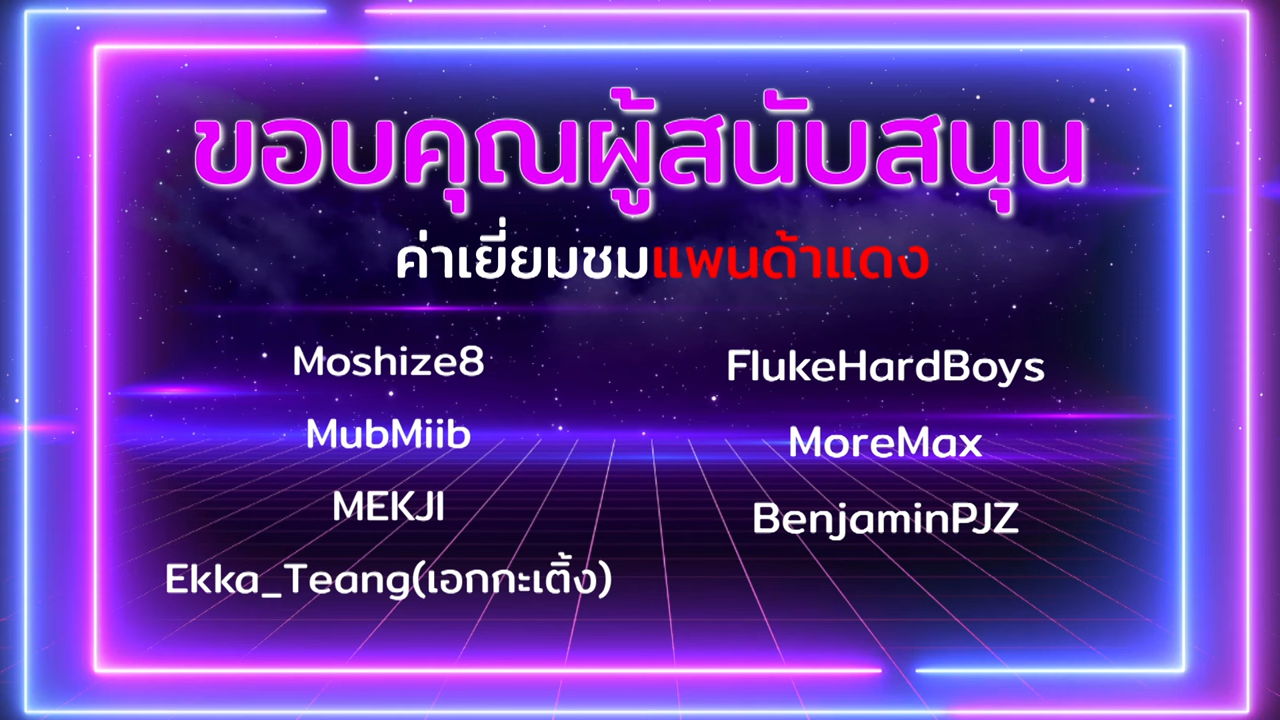 ขอบคุณผู้สนับสนุน
ค่าเยี่ยมชมแพนด้าแดง
Moshize8
MubMiib
MEKJI
Ekka_Teang(เอกกะเติ้ง)
FlukeHardBoys
MoreMax
BenjaminPJZ